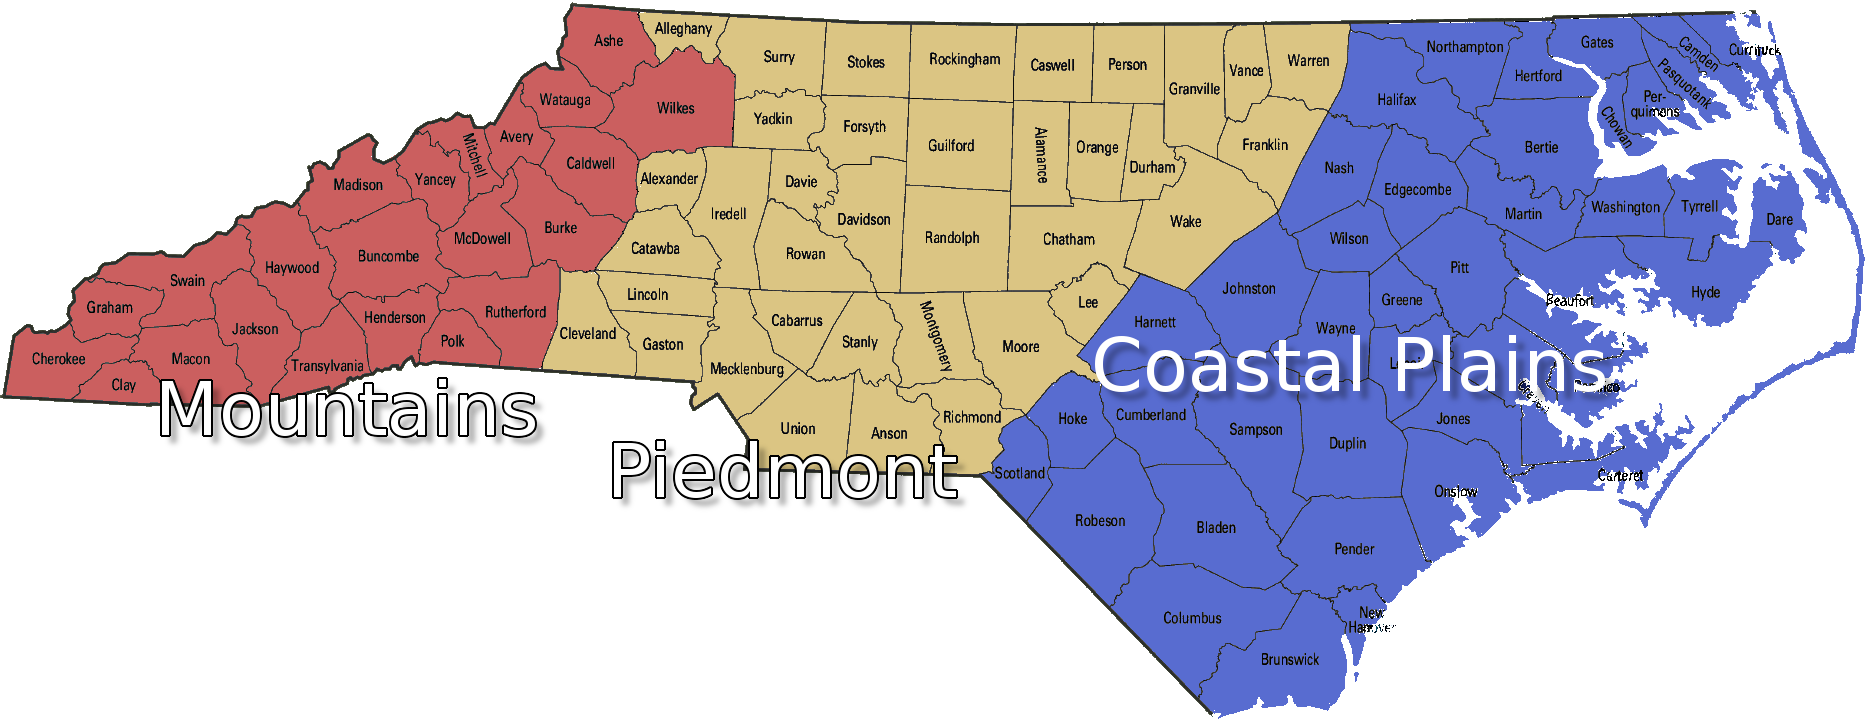 Ashe
Alleghany
Surry
Stokes
Rockingham
Caswell
Person
Granville
Vance
Warren
Northampton
Gates
Camden
Currituck
Hertford
Pasquotank
Per-
quimans
Chowan
Halifax
Watauga
Wilkes
Yadkin
Forsyth
Guilford
Alamance
Orange
Durham
Franklin
Nash
Edgecombe
Bertie
Mitchell
Avery
Caldwell
Alexander
Iredell
Davie
Davidson
Randolph
Chatham
Wake
Wilson
Martin
Washington
Tyrrell
Dare
Madison
Yancey
McDowell
Burke
Catawba
Rowan
Johnston
Pitt
Greene
Beaufort
Hyde
Swain
Haywood
Buncombe
Graham
Jackson
Henderson
Rutherford
Polk
Lincoln
Cleveland
Gaston
Cabarrus
Stanly
Montgomery
Moore
Lee
Harnett
Wayne
Cherokee
Clay
Macon
Transylvania
Mecklenburg
Coastal Plains
Mountains
Union
Anson
Richmond
Hoke
Cumberland
Sampson
Duplin
Jones
Piedmont
Scotland
Robeson
Bladen
Pender
Onslow
Carteret
Columbus
New
Hanover
Brunswick